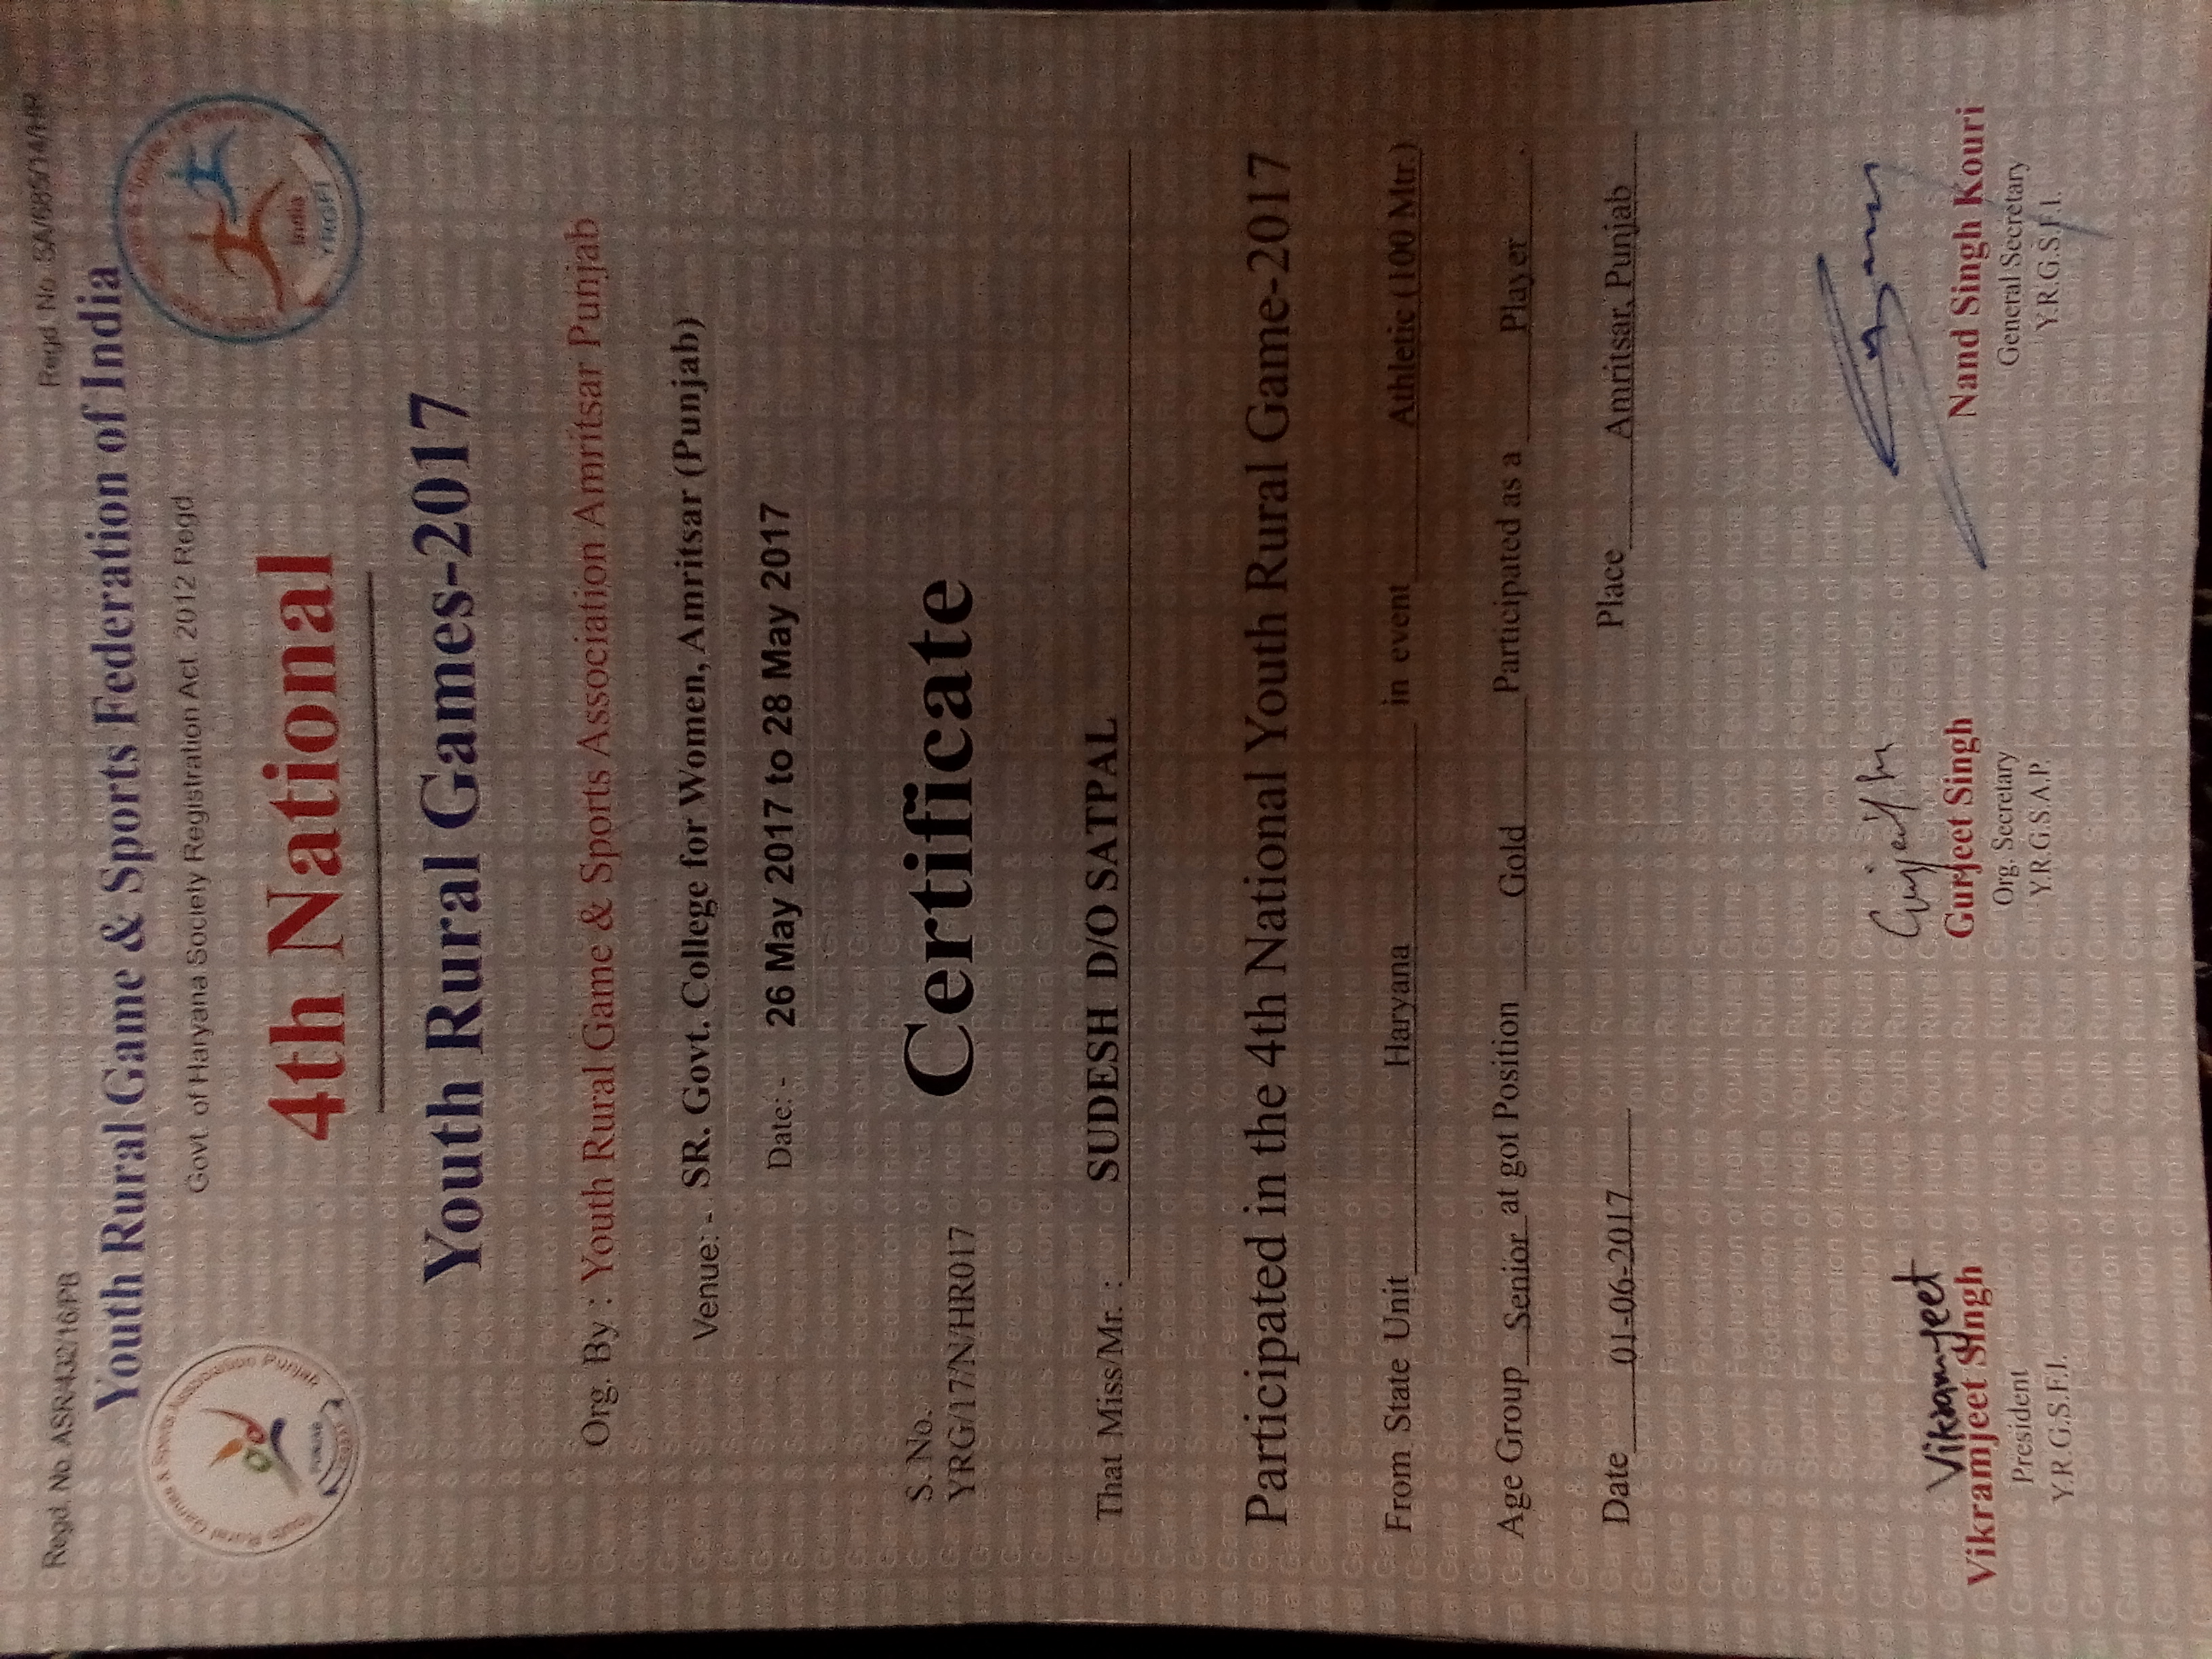 Regd. No. ASR/432/16/PB
Regd. No.
Youth Rural Game & Sports Federation of India
Govt. of Haryana Society Registration Act. 2012 Regd
India
YRGFI
PUNJAB
4th National
Youth Rural Games-2017
Org. By : Youth Rural Game & Sports Association Amritsar Punjab
Venue:- SR. Govt. College for Women, Amritsar (Punjab)
Date:- 26 May 2017 to 28 May 2017
S. No.
YRG/17/N/HR017
Certificate
That Miss/Mr. : SUDESH D/O SATPAL
Participated in the 4th National Youth Rural Game-2017
From State Unit Haryana in event Athletic (100 Mtr.)
Age Group Senior at got Position Gold Participated as a Player
Date 01-06-2017 Place Amritsar, Punjab
Vikramjeet
Vikramjeet Singh
President
Y.R.G.S.F.I.
Gurjeet Singh
Org. Secretary
Y.R.G.S.A.P.
Nand Singh Kouri
General Secretary
Y.R.G.S.F.I.